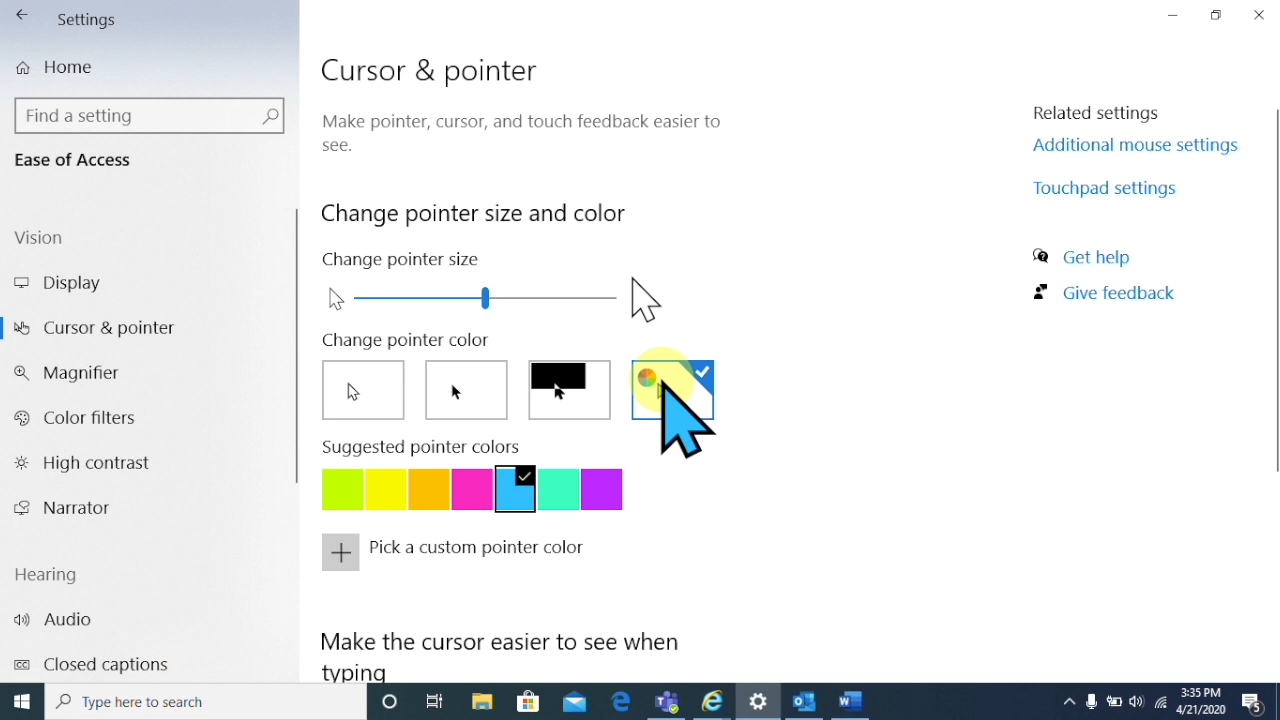 Settings
Home
Find a setting
Ease of Access
Vision
Display
Cursor & pointer
Magnifier
Color filters
High contrast
Narrator
Hearing
Audio
Closed captions
Cursor & pointer
Make pointer, cursor, and touch feedback easier to
see.
Change pointer size and color
Change pointer size
Change pointer color
Suggested pointer colors
Pick a custom pointer color
Make the cursor easier to see when
typing
Related settings
Additional mouse settings
Touchpad settings
Get help
Give feedback
Type here to search
3:35 PM
4/21/2020
5